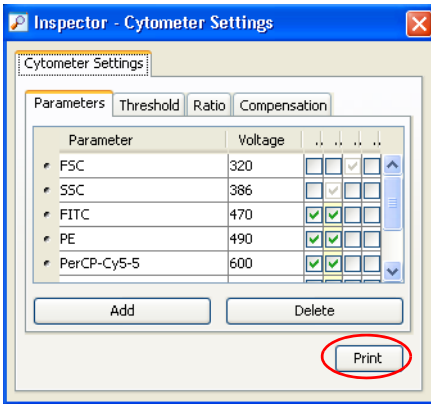 Inspector - Cytometer Settings
Cytometer Settings
Parameters Threshold Ratio Compensation
Parameter Voltage .. .. .. ..
FSC 320
SSC 386
FITC 470
PE 490
PerCP-Cy5-5 600
Add Delete
Print